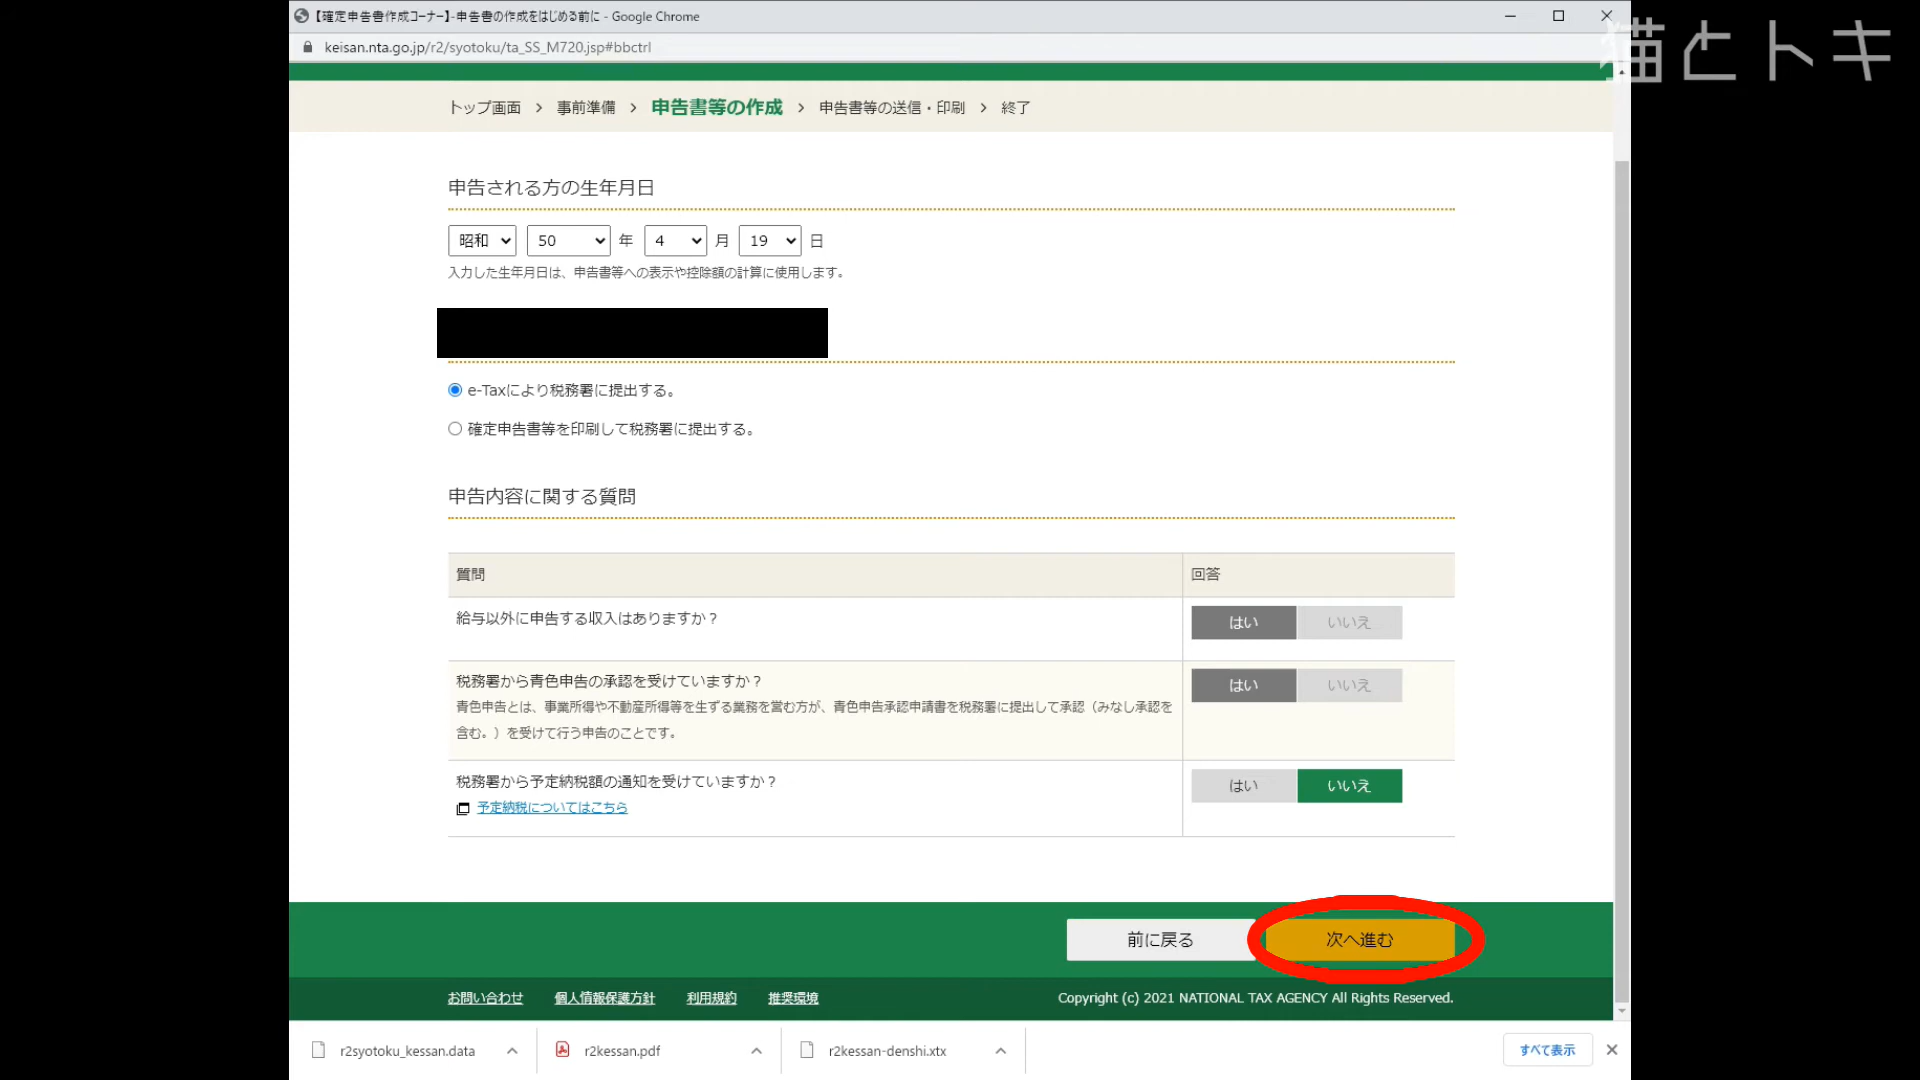 【確定申告書作成コーナー】-申告書の作成をはじめる前に - Google Chrome
keisan.nta.go.jp/r2/syotoku/ta_SS_M720.jsp#bbctrl
猫とトキ
トップ画面 > 事前準備 > 申告書等の作成 > 申告書等の送信・印刷 > 終了
申告される方の生年月日
昭和 50 年 4 月 19 日
入力した生年月日は、申告書等への表示や控除額の計算に使用します。
e-Taxにより税務署に提出する。
確定申告書等を印刷して税務署に提出する。
申告内容に関する質問
質問 回答
給与以外に申告する収入はありますか？ はい いいえ
税務署から青色申告の承認を受けていますか？ はい いいえ
青色申告とは、事業所得や不動産所得等を生ずる業務を営む方が、青色申告承認申請書を税務署に提出して承認（みなし承認を
含む。）を受けて行う申告のことです。
税務署から予定納税額の通知を受けていますか？ はい いいえ
予定納税についてはこちら
前に戻る 次へ進む
お問い合わせ 個人情報保護方針 利用規約 推奨環境 Copyright (c) 2021 NATIONAL TAX AGENCY All Rights Reserved.
r2syotoku_kessan.data r2kessan.pdf r2kessan-denshi.xtx すべて表示